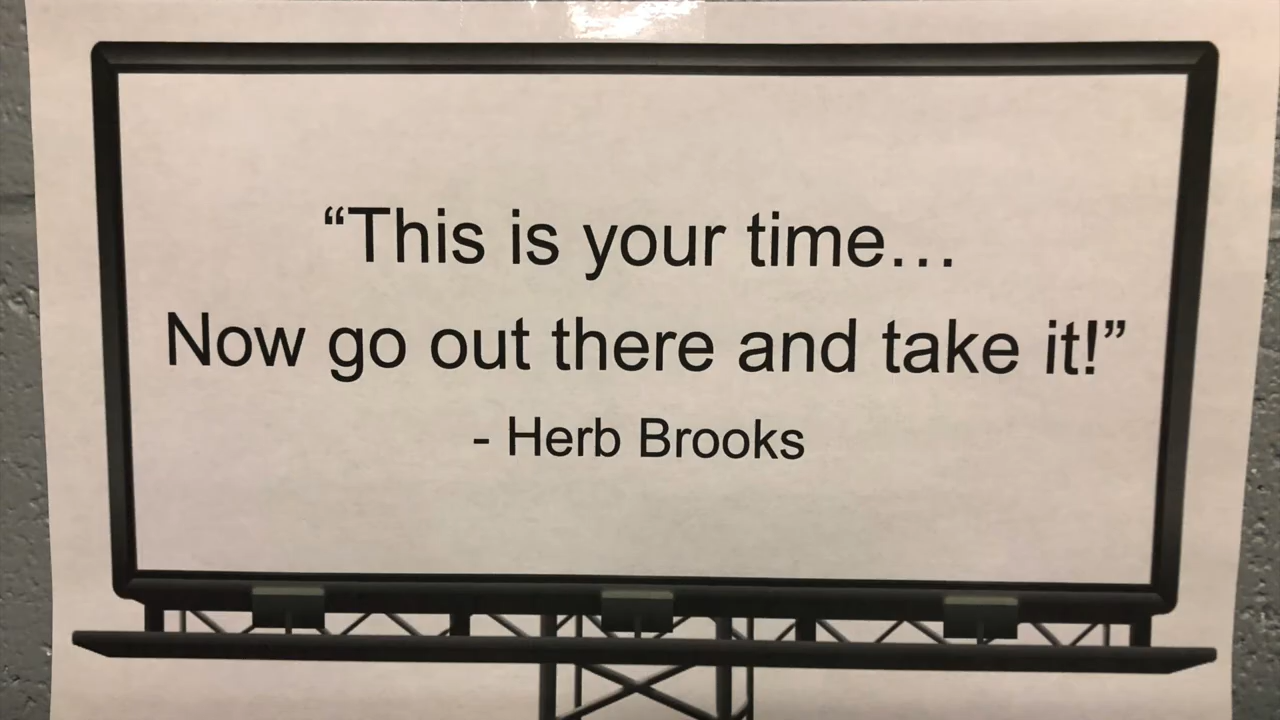 “This is your time…
Now go out there and take it!”
- Herb Brooks